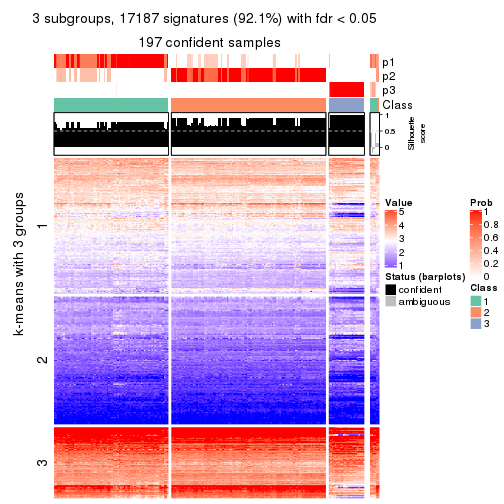 3 subgroups, 17187 signatures (92.1%) with fdr < 0.05
197 confident samples
p1
p2
p3
Class
1
0.5
0
Silhouette
score
k-means with 3 groups
1
2
3
Value
5
4
3
2
1
Status (barplots)
confident
ambiguous
Prob
1
0.8
0.6
0.4
0.2
0
Class
1
2
3